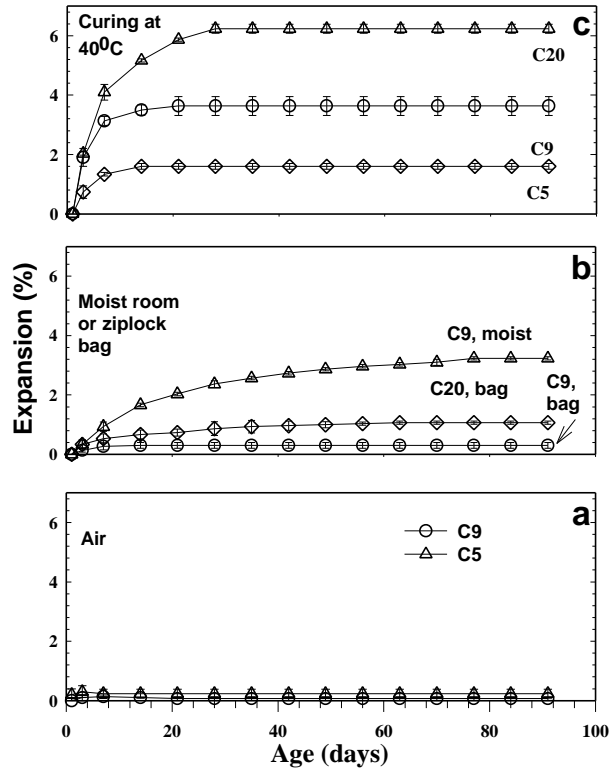 Curing at
40⁰C
c
6
4
2
0
C20
C9
C5
Expansion (%)
Moist room
or ziplock
bag
b
6
4
2
0
C9, moist
C20, bag
C9,
bag
Air
a
C9
C5
6
4
2
0
0 20 40 60 80 100
Age (days)